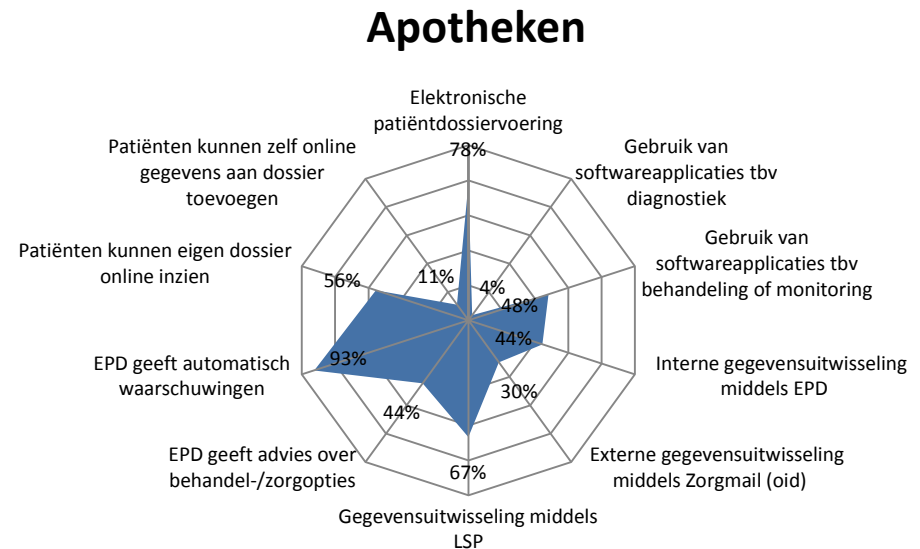 Apotheken
Elektronische
patiëntdossiervoering
78%
Gebruik van
softwareapplicaties tbv
diagnostiek
4%
Gebruik van
softwareapplicaties tbv
behandeling of monitoring
48%
Interne gegevensuitwisseling
middels EPD
44%
Externe gegevensuitwisseling
middels Zorgmail (oid)
30%
Gegevensuitwisseling middels
LSP
67%
EPD geeft advies over
behandel-/zorgopties
44%
EPD geeft automatisch
waarschuwingen
93%
Patiënten kunnen eigen dossier
online inzien
56%
Patiënten kunnen zelf online
gegevens aan dossier
toevoegen
11%